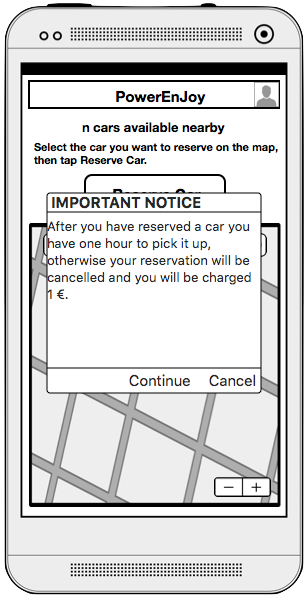 PowerEnJoy
n cars available nearby
Select the car you want to reserve on the map,
then tap Reserve Car.
Reserve Car
IMPORTANT NOTICE
After you have reserved a car you
have one hour to pick it up,
otherwise your reservation will be
cancelled and you will be charged
1 €.
Continue Cancel
− +